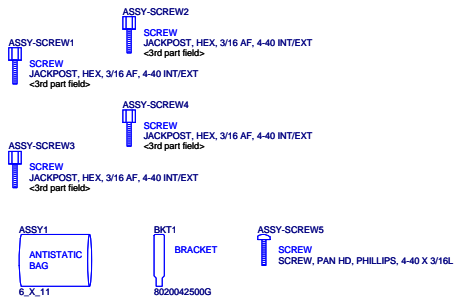 ASSY-SCREW2
SCREW
JACKPOST, HEX, 3/16 AF, 4-40 INT/EXT
<3rd part field>
ASSY-SCREW1
SCREW
JACKPOST, HEX, 3/16 AF, 4-40 INT/EXT
<3rd part field>
ASSY-SCREW4
SCREW
JACKPOST, HEX, 3/16 AF, 4-40 INT/EXT
<3rd part field>
ASSY-SCREW3
SCREW
JACKPOST, HEX, 3/16 AF, 4-40 INT/EXT
<3rd part field>
ASSY1
ANTISTATIC
BAG
6_X_11
BKT1
BRACKET
8020042500G
ASSY-SCREW5
SCREW
SCREW, PAN HD, PHILLIPS, 4-40 X 3/16L